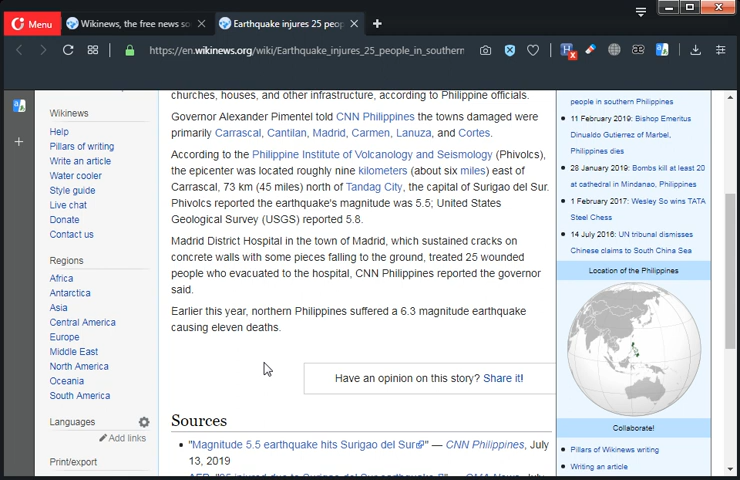 Menu
Wikinews, the free news so
Earthquake injures 25 peop
https://en.wikinews.org/wiki/Earthquake_injures_25_people_in_southern
Wikinews
Help
Pillars of writing
Write an article
Water cooler
Style guide
Live chat
Donate
Contact us
Regions
Africa
Antarctica
Asia
Central America
Europe
Middle East
North America
Oceania
South America
Languages
Add links
Print/export
churches, houses, and other infrastructure, according to Philippine officials.
Governor Alexander Pimentel told CNN Philippines the towns damaged were
primarily Carrascal, Cantilan, Madrid, Carmen, Lanuza, and Cortes.
According to the Philippine Institute of Volcanology and Seismology (Phivolcs),
the epicenter was located roughly nine kilometers (about six miles) east of
Carrascal, 73 km (45 miles) north of Tandag City, the capital of Surigao del Sur.
Phivolcs reported the earthquake's magnitude was 5.5; United States
Geological Survey (USGS) reported 5.8.
Madrid District Hospital in the town of Madrid, which sustained cracks on
concrete walls with some pieces falling to the ground, treated 25 wounded
people who evacuated to the hospital, CNN Philippines reported the governor
said.
Earlier this year, northern Philippines suffered a 6.3 magnitude earthquake
causing eleven deaths.
Have an opinion on this story? Share it!
Sources
"Magnitude 5.5 earthquake hits Surigao del Sur" — CNN Philippines, July
13, 2019
people in southern Philippines
11 February 2019: Bishop Emeritus
Dinualdo Gutierrez of Marbel,
Philippines dies
28 January 2019: Bombs kill at least 20
at cathedral in Mindanao, Philippines
1 February 2017: Wesley So wins TATA
Steel Chess
14 July 2016: UN tribunal dismisses
Chinese claims to South China Sea
Location of the Philippines
Collaborate!
Pillars of Wikinews writing
Writing an article